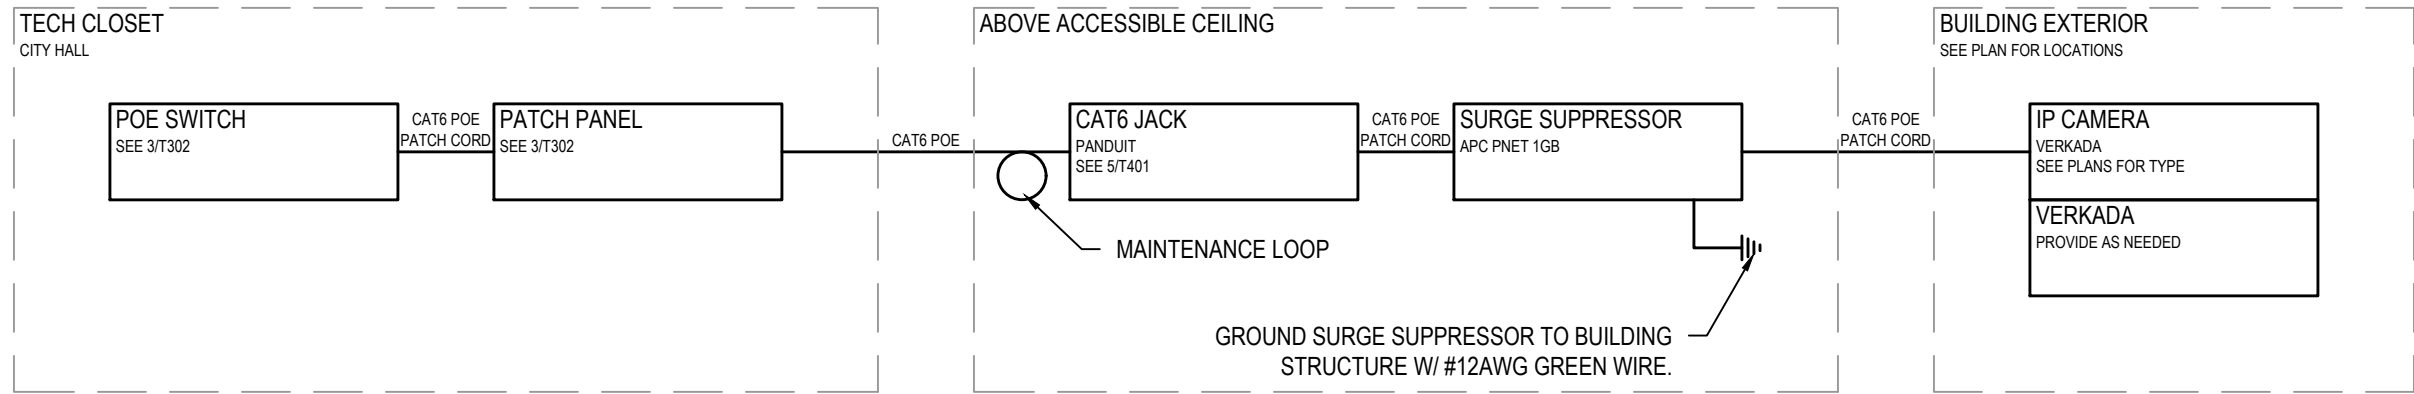 TECH CLOSET
CITY HALL
POE SWITCH
SEE 3/T302
CAT6 POE
PATCH CORD
PATCH PANEL
SEE 3/T302
CAT6 POE
ABOVE ACCESSIBLE CEILING
CAT6 JACK
PANDUIT
SEE 5/T401
MAINTENANCE LOOP
CAT6 POE
PATCH CORD
SURGE SUPPRESSOR
APC PNET 1GB
GROUND SURGE SUPPRESSOR TO BUILDING
STRUCTURE W/ #12AWG GREEN WIRE.
CAT6 POE
PATCH CORD
BUILDING EXTERIOR
SEE PLAN FOR LOCATIONS
IP CAMERA
VERKADA
SEE PLANS FOR TYPE
VERKADA
PROVIDE AS NEEDED